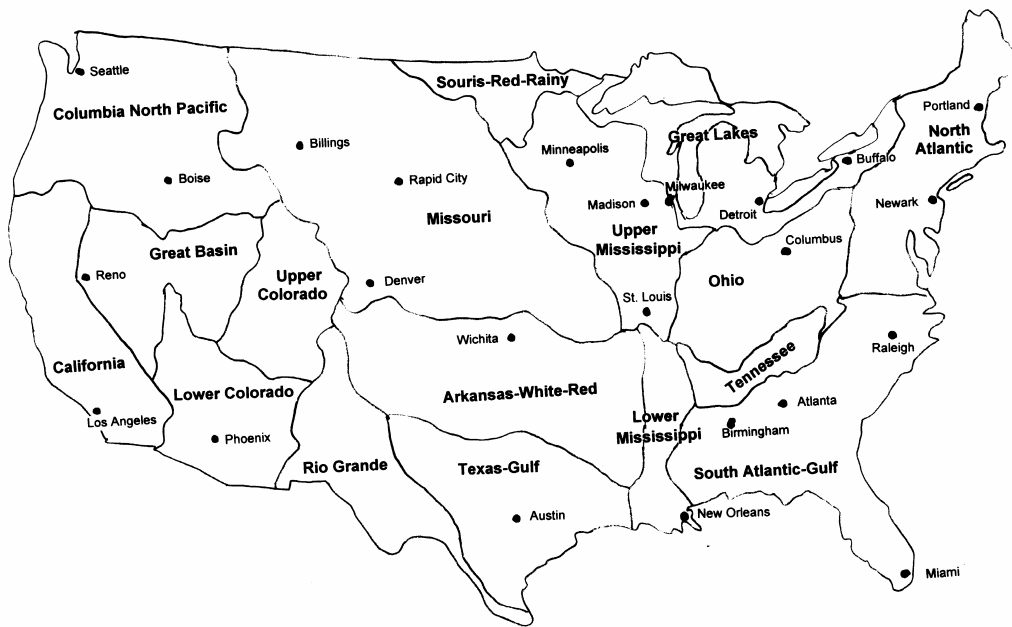 Seattle
Columbia North Pacific
Boise
Billings
Rapid City
Missouri
Souris-Red-Rainy
Minneapolis
Great Lakes
Milwaukee
Madison
Detroit
Upper
Mississippi
Buffalo
Portland
North
Atlantic
Newark
Columbus
Ohio
Great Basin
Reno
Upper
Colorado
Denver
St. Louis
Wichita
California
Los Angeles
Lower Colorado
Phoenix
Rio Grande
Arkansas-White-Red
Texas-Gulf
Austin
Lower
Mississippi
Tennessee
Raleigh
Atlanta
Birmingham
South Atlantic-Gulf
New Orleans
Miami